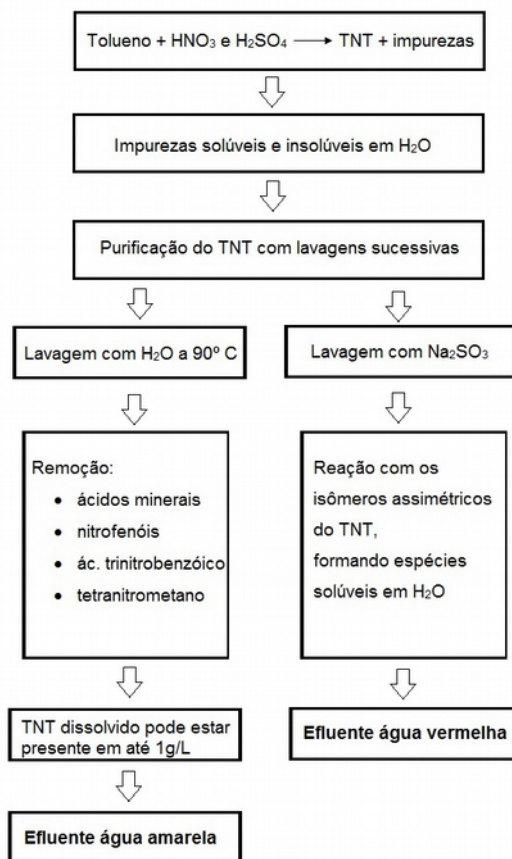 Tolueno + HNO₃ e H₂SO₄ ⟶ TNT + impurezas
Impurezas solúveis e insolúveis em H₂O
Purificação do TNT com lavagens sucessivas
Lavagem com H₂O a 90º C
Remoção:
• ácidos minerais
• nitrofenóis
• ác. trinitrobenzóico
• tetranitrometano
TNT dissolvido pode estar
presente em até 1g/L
Efluente água amarela
Lavagem com Na₂SO₃
Reação com os
isômeros assimétricos
do TNT,
formando espécies
solúveis em H₂O
Efluente água vermelha